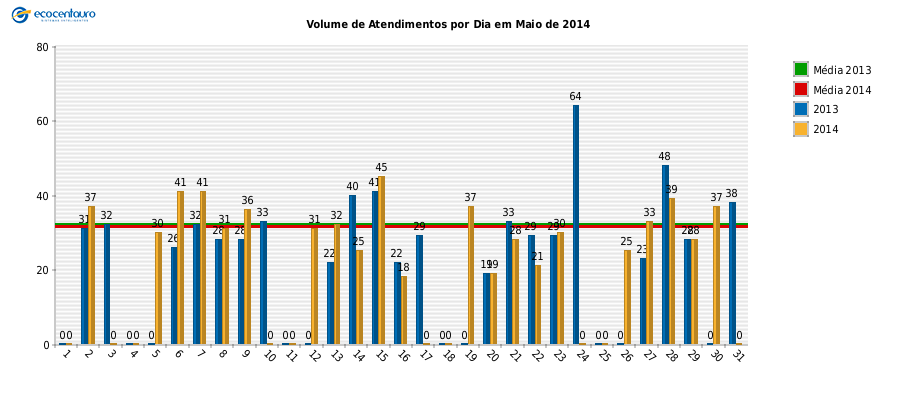 ecocentauro
Volume de Atendimentos por Dia em Maio de 2014
80
60
40
20
0
0 0 31 37 32 0 0 0 0 30 26 41 32 41 28 31 28 36 33 0 0 0 0 31 22 32 40 25 41 45 22 18 29 0 0 0 0 37 19 19 33 28 29 21 29 30 64 0 0 0 0 25 23 33 48 39 28 28 0 37 38 0
1 2 3 4 5 6 7 8 9 10 11 12 13 14 15 16 17 18 19 20 21 22 23 24 25 26 27 28 29 30 31
Média 2013
Média 2014
2013
2014